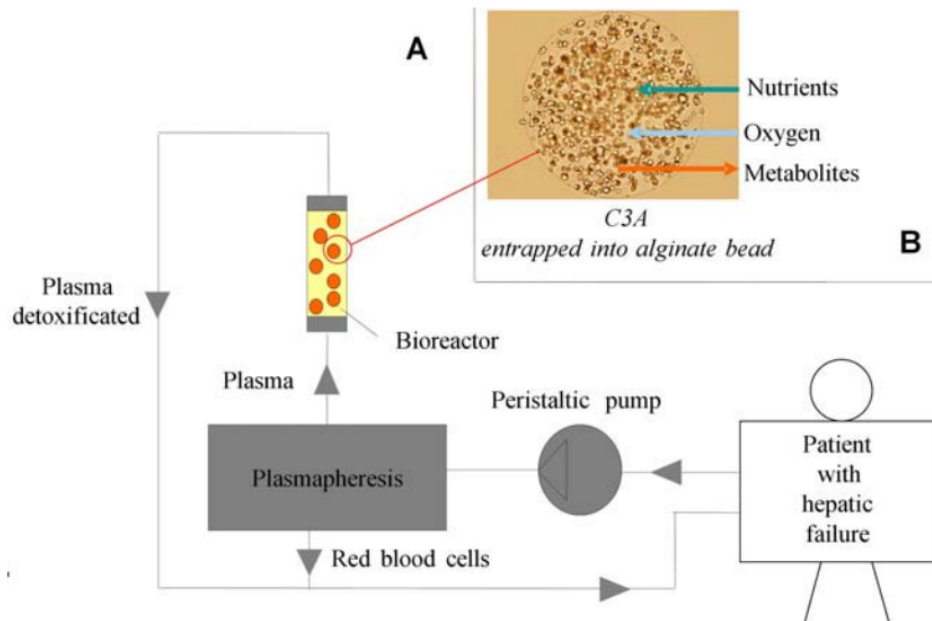 A
Nutrients
Oxygen
Metabolites
C3A
entrapped into alginate bead
B
Plasma
detoxificated
Bioreactor
Plasma
Peristaltic pump
Plasmapheresis
Patient
with
hepatic
failure
Red blood cells